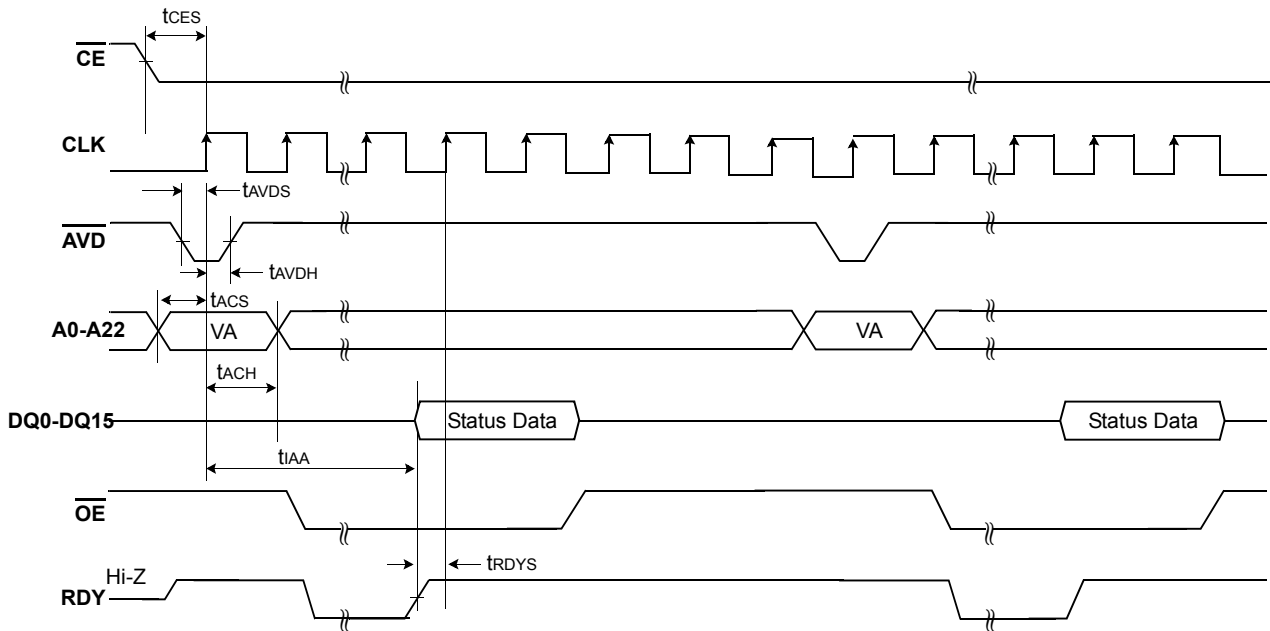 tCES
CE
CLK
tAVDS
AVD
tAVDH
tACS
A0-A22
VA
VA
tACH
DQ0-DQ15
Status Data
Status Data
tIAA
OE
tRDYS
Hi-Z
RDY